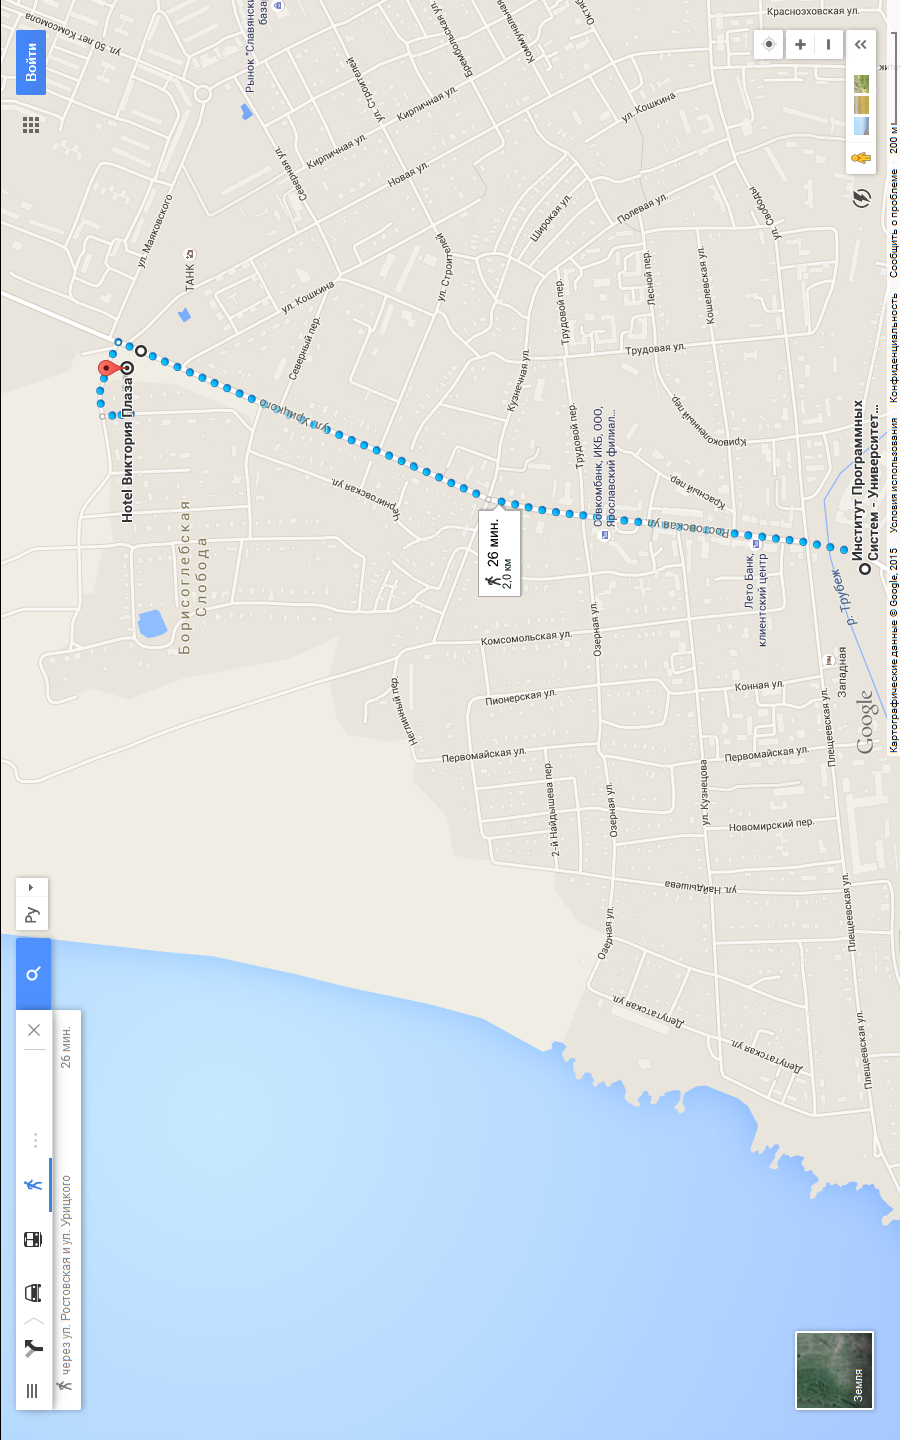 через ул. Ростовская и ул. Урицкого
26 мин.
Ру
Войти
ул. 50 лет Комсомола
Рынок "Славянский
база
ул. Маяковского
ТАНК
Северная ул.
ул. Строителей
Кирпичная ул.
Кирпичная ул.
Брембольская ул.
Коммунальная ул.
Новая ул.
ул. Кошкина
Северный пер.
ул. Строителей
Широкая ул.
Полевая ул.
ул. Кошкина
ул. Свободы
Красноэховская ул.
Hotel Виктория Плаза
ул. Урицкого
Борисоглебская
Слобода
Черниговская ул.
Кузнечная ул.
Трудовой пер.
Трудовой пер.
Лесной пер.
Кошелевская ул.
Трудовая ул.
Криволенный пер.
Красный пер.
Совкомбанк, ИКБ, ООО,
Ярославский филиал...
26 мин.
2,0 км
Ростовская ул.
Лето Банк,
клиентский центр
Институт Программных
Систем - Университет...
р. Трубеж
Комсомольская ул.
Озерная ул.
Неглинный пер.
Пионерская ул.
Конная ул.
Западная
Плещеевская ул.
Первомайская ул.
Первомайская ул.
2-й Найдышева пер.
Озерная ул.
ул. Кузнецова
Новомирский пер.
ул. Найдышева
Озерная ул.
Плещеевская ул.
Депутатская ул.
Депутатская ул.
Плещеевская ул.
Земля
Google
Картографические данные © Google, 2015
Условия использования
Конфиденциальность
Сообщить о проблеме
200 м